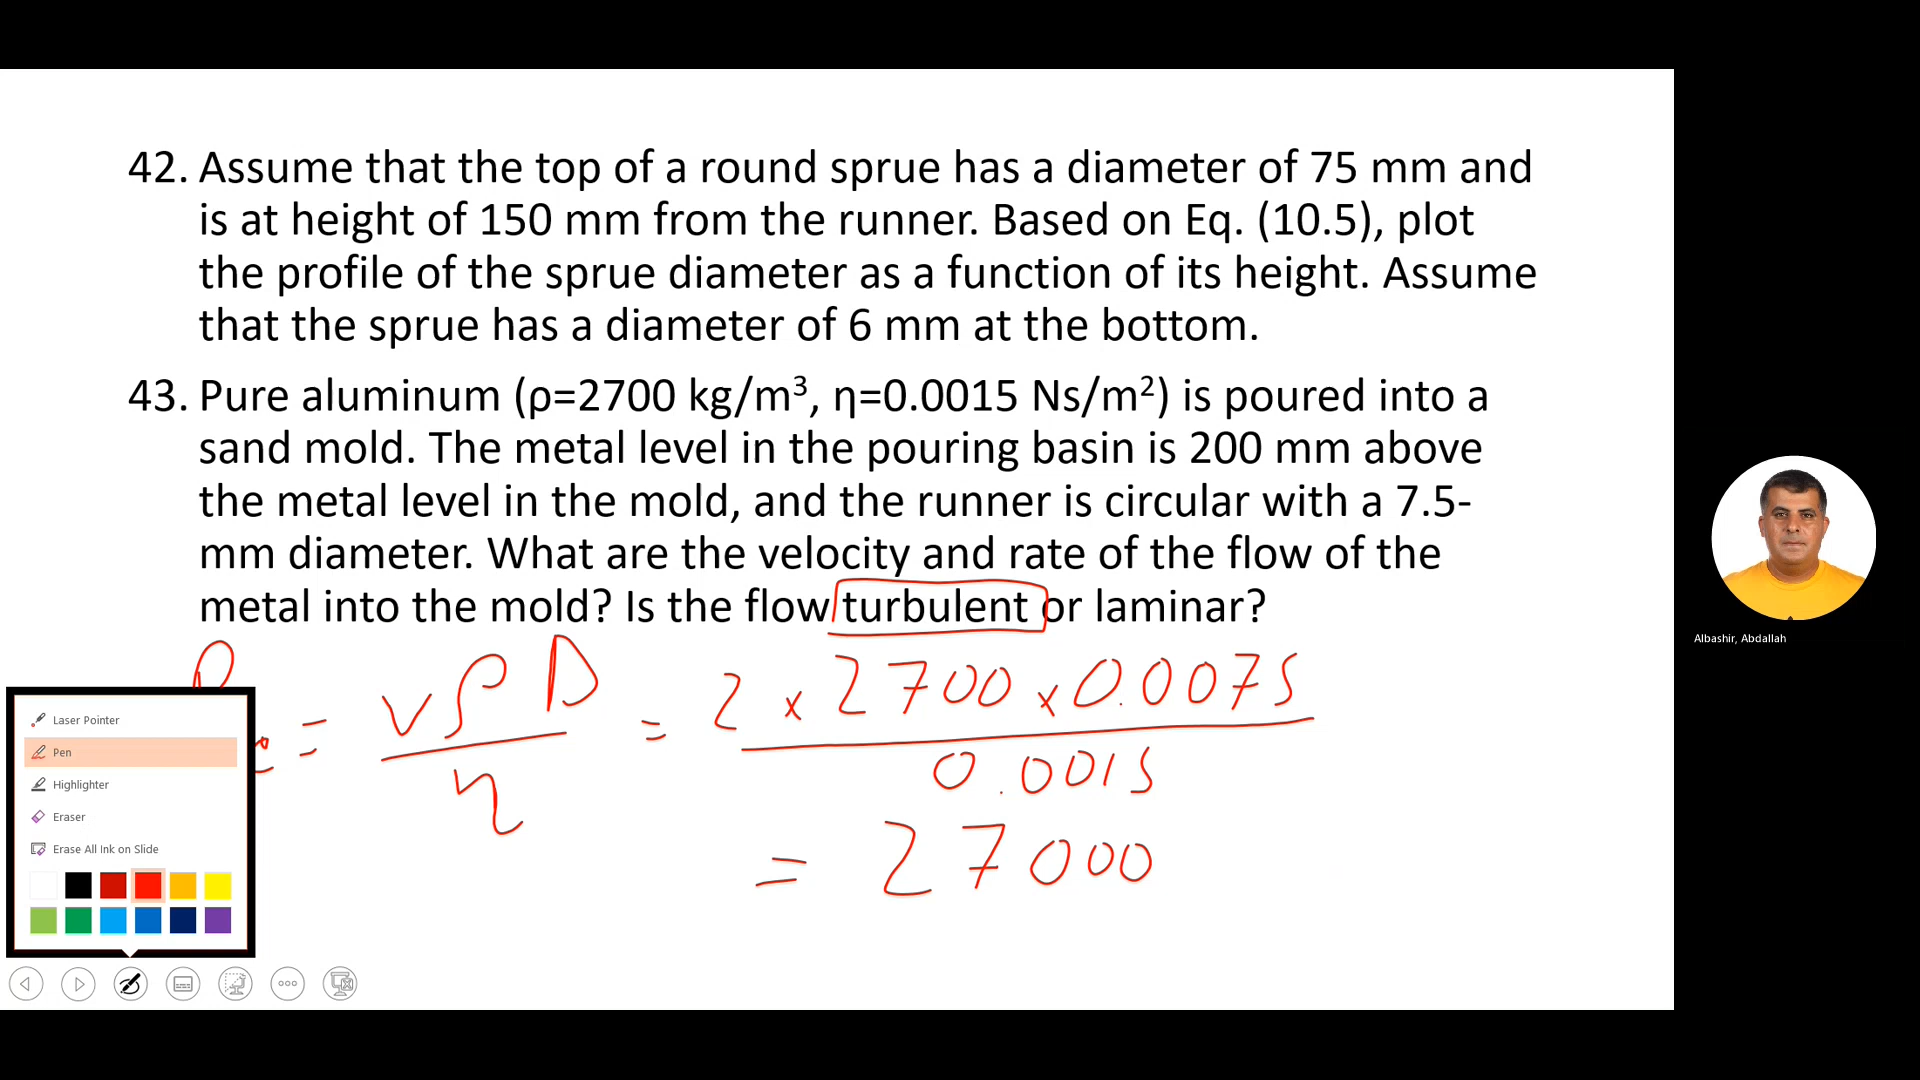 42. Assume that the top of a round sprue has a diameter of 75 mm and
is at height of 150 mm from the runner. Based on Eq. (10.5), plot
the profile of the sprue diameter as a function of its height. Assume
that the sprue has a diameter of 6 mm at the bottom.
43. Pure aluminum (ρ=2700 kg/m³, η=0.0015 Ns/m²) is poured into a
sand mold. The metal level in the pouring basin is 200 mm above
the metal level in the mold, and the runner is circular with a 7.5-
mm diameter. What are the velocity and rate of the flow of the
metal into the mold? Is the flow turbulent or laminar?
= vρD = 2 x 2700 x 0.0075
η 0.0015
= 27000
Laser Pointer
Pen
Highlighter
Eraser
Erase All Ink on Slide
Albashir, Abdallah